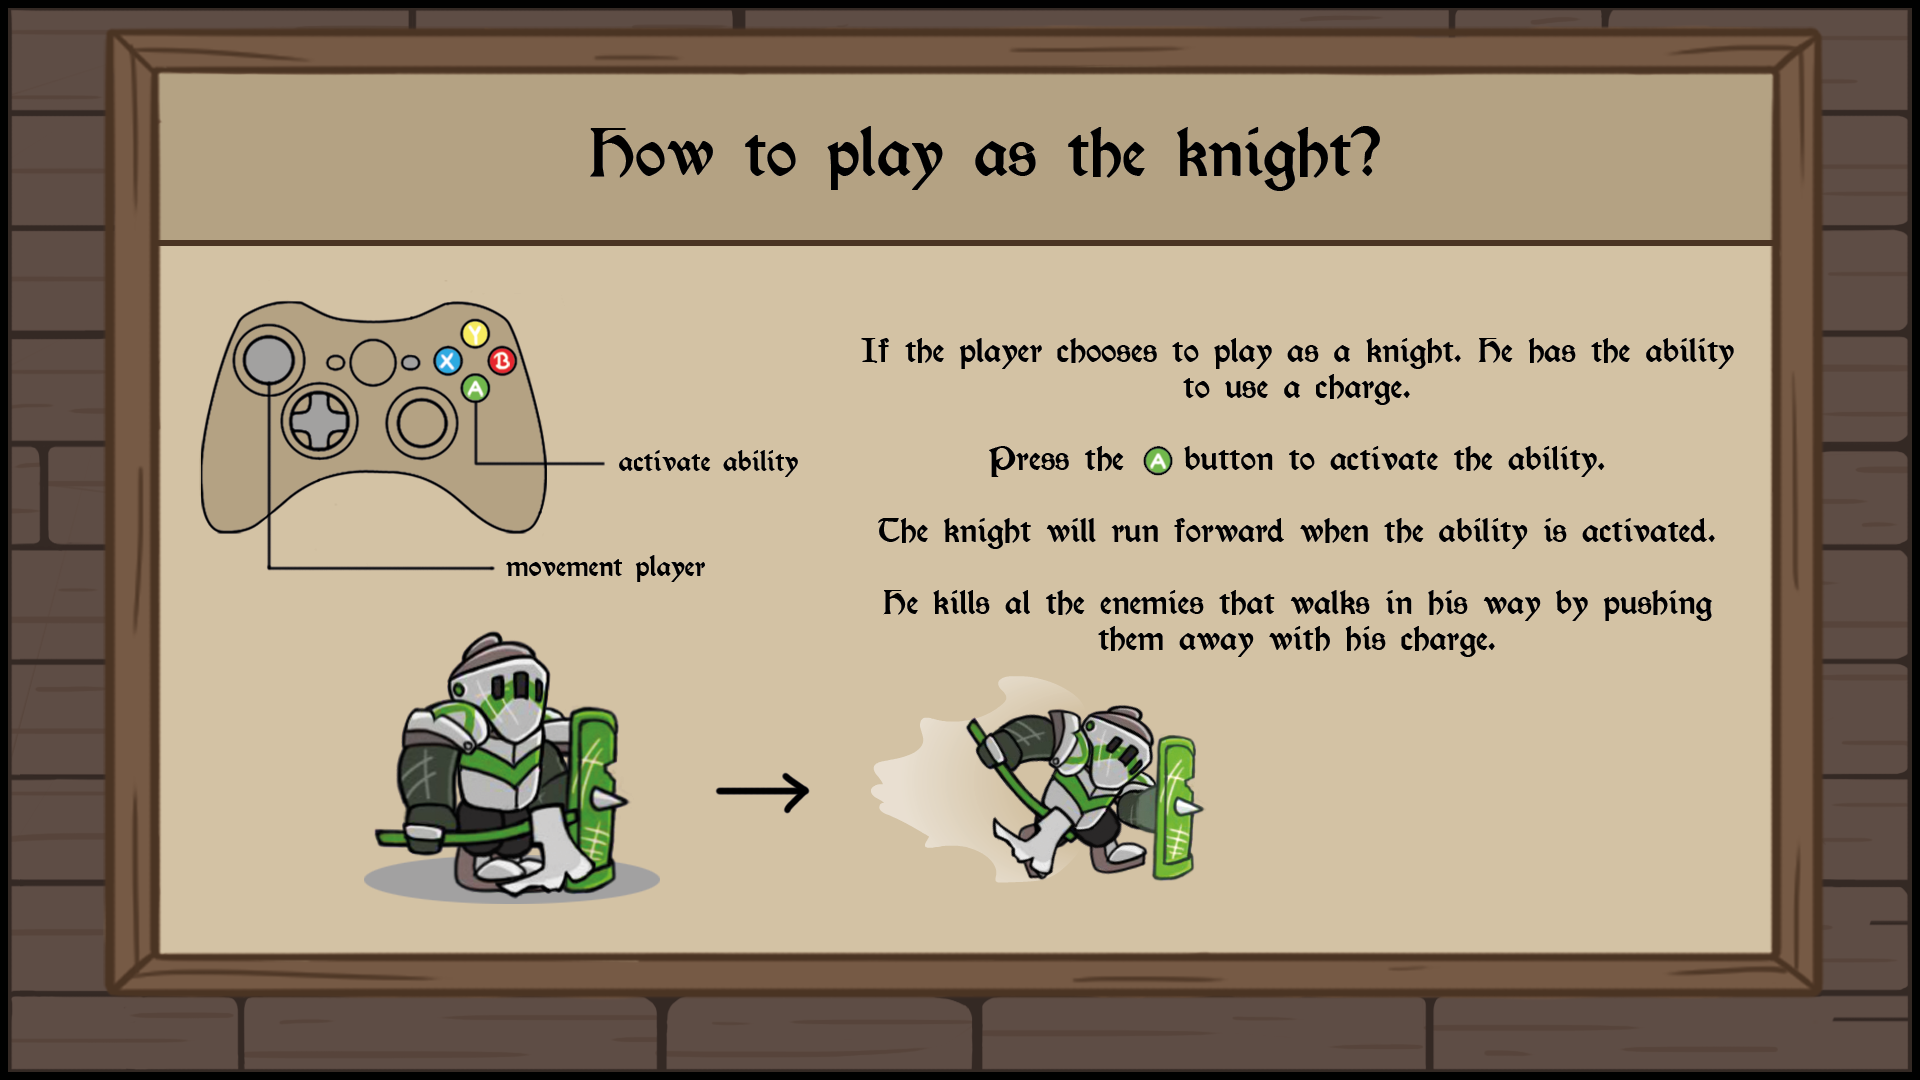 How to play as the knight?
Y
X
B
A
activate ability
movement player
If the player chooses to play as a knight. He has the ability
to use a charge.
Press the A button to activate the ability.
The knight will run forward when the ability is activated.
He kills al the enemies that walks in his way by pushing
them away with his charge.